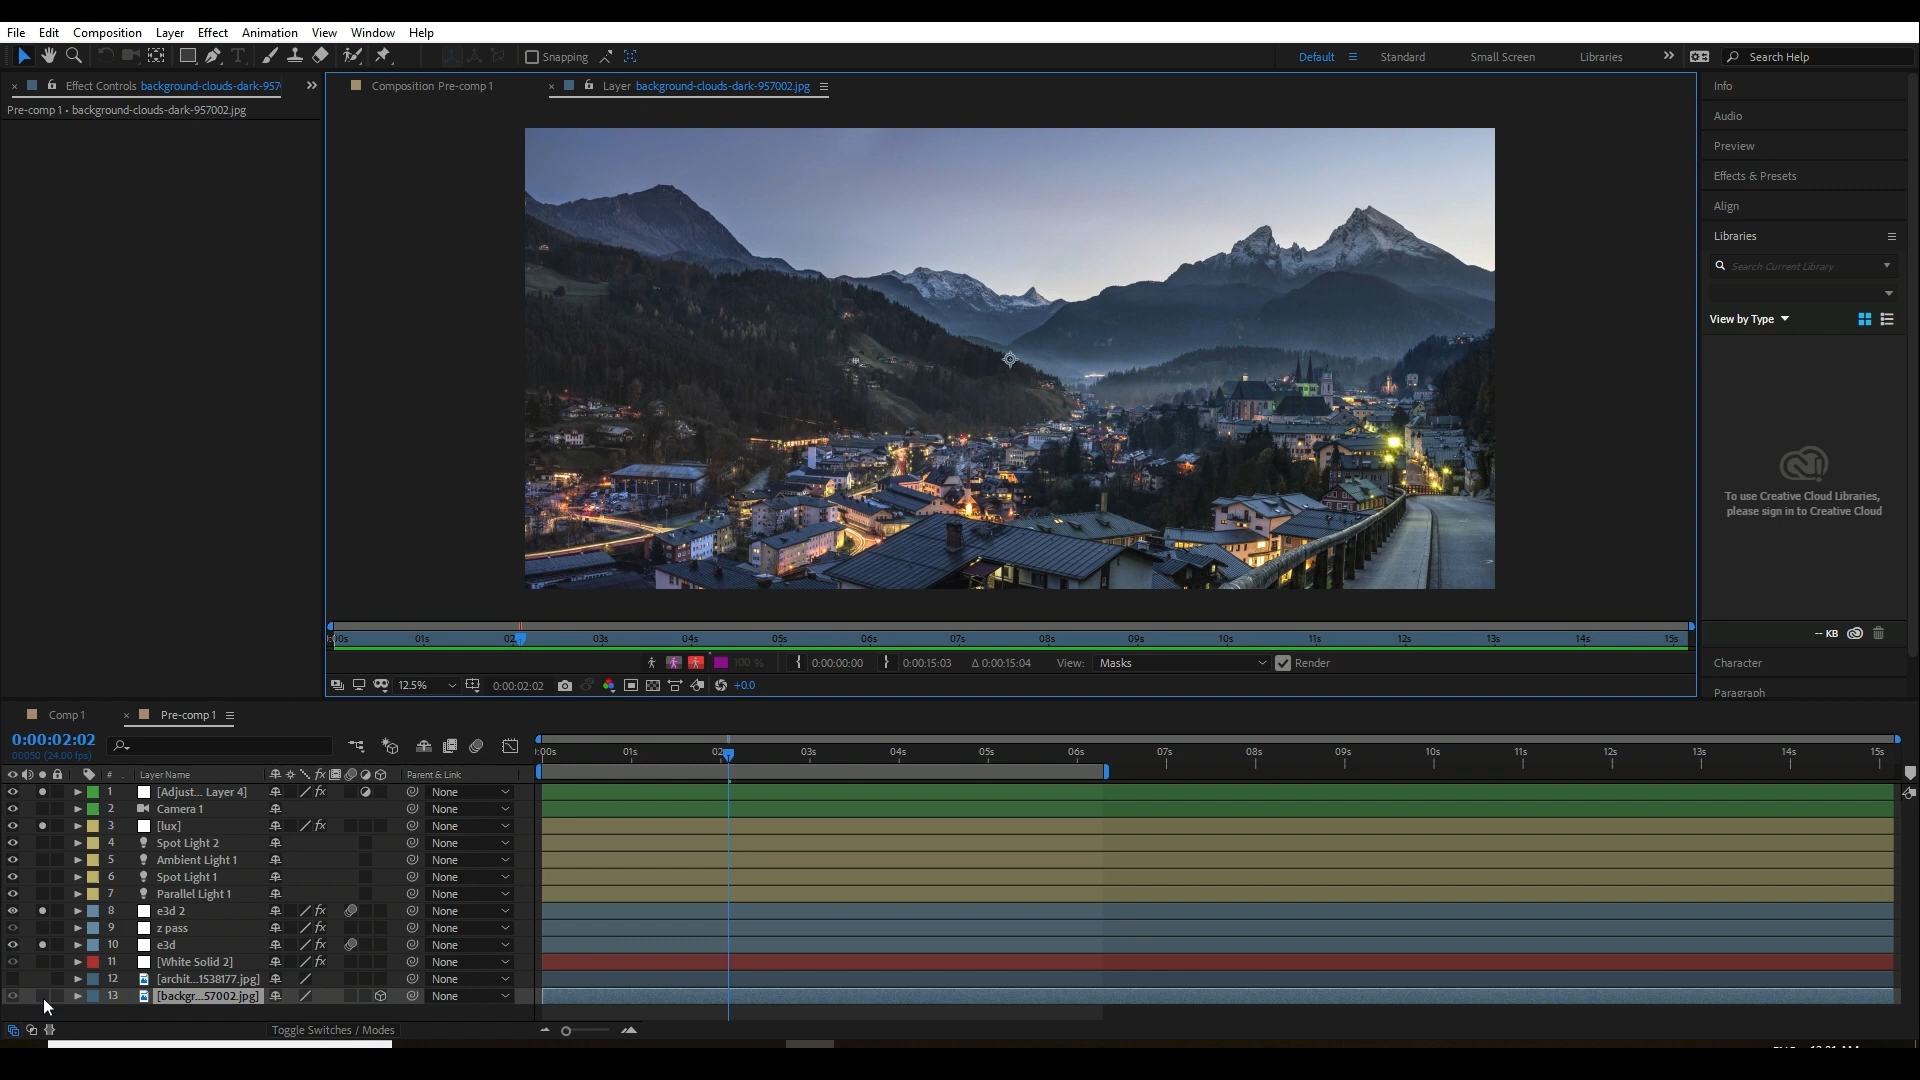 File Edit Composition Layer Effect Animation View Window Help
Snapping Default Standard Small Screen Libraries Search Help
Effect Controls background-clouds-dark-957
Pre-comp 1 • background-clouds-dark-957002.jpg
Composition Pre-comp 1
Layer background-clouds-dark-957002.jpg
Info
Audio
Preview
Effects & Presets
Align
Libraries
Search Current Library
View by Type
To use Creative Cloud Libraries,
please sign in to Creative Cloud
-- KB
Character
Paragraph
:00s 01s 02 03s 04s 05s 06s 07s 08s 09s 10s 11s 12s 13s 14s 15s
100 % 0:00:00:00 0:00:15:03 Δ 0:00:15:04 View: Masks Render
12.5% 0:00:02:02 +0.0
Comp 1 Pre-comp 1
0:00:02:02
00050 (24.00 fps)
:00s 01s 02 03s 04s 05s 06s 07s 08s 09s 10s 11s 12s 13s 14s 15s
# Layer Name fx Parent & Link
1 [Adjust... Layer 4] fx None
2 Camera 1 None
3 [lux] fx None
4 Spot Light 2 None
5 Ambient Light 1 None
6 Spot Light 1 None
7 Parallel Light 1 None
8 e3d 2 fx None
9 z pass fx None
10 e3d fx None
11 [White Solid 2] fx None
12 [archit...1538177.jpg] None
13 [backgr...57002.jpg] None
Toggle Switches / Modes